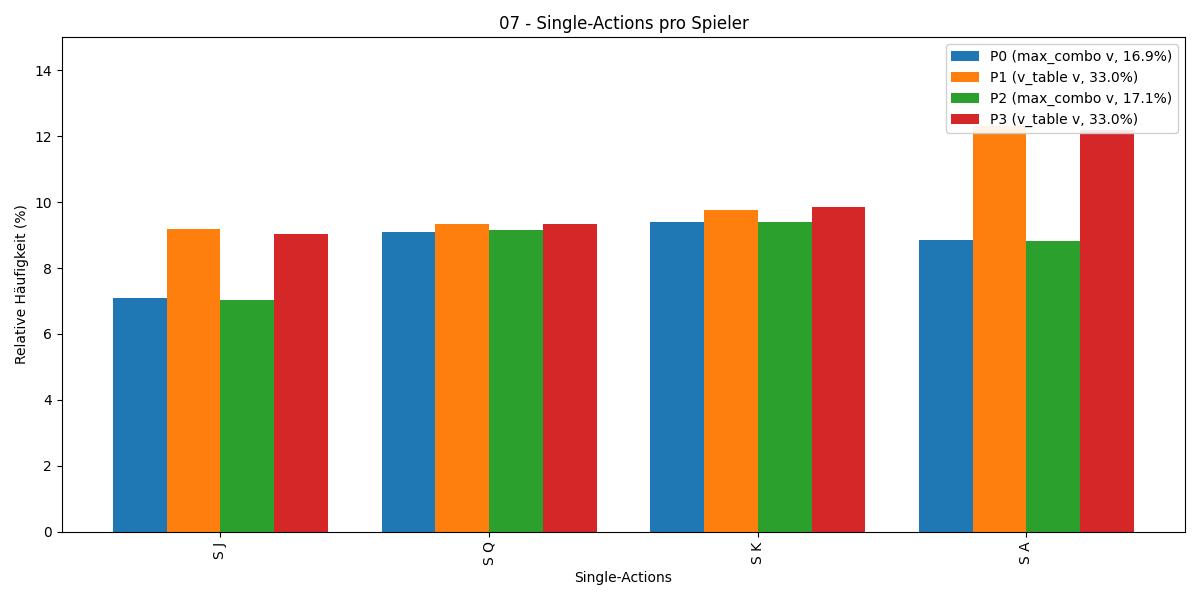 07 - Single-Actions pro Spieler
P0 (max_combo v, 16.9%)
P1 (v_table v, 33.0%)
P2 (max_combo v, 17.1%)
P3 (v_table v, 33.0%)
Relative Häufigkeit (%)
14
12
10
8
6
4
2
0
S J
S Q
S K
S A
Single-Actions